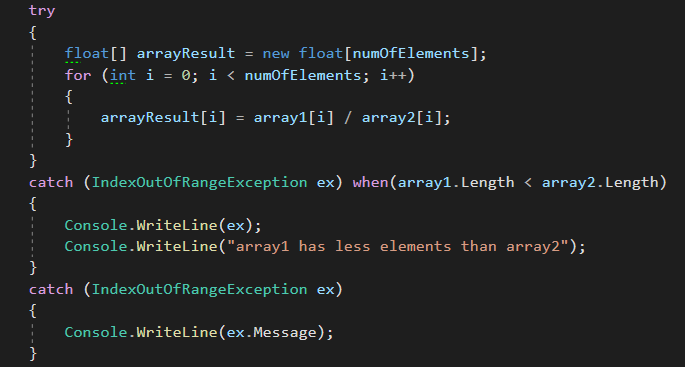 try
{
float[] arrayResult = new float[numOfElements];
for (int i = 0; i < numOfElements; i++)
{
arrayResult[i] = array1[i] / array2[i];
}
}
catch (IndexOutOfRangeException ex) when(array1.Length < array2.Length)
{
Console.WriteLine(ex);
Console.WriteLine("array1 has less elements than array2");
}
catch (IndexOutOfRangeException ex)
{
Console.WriteLine(ex.Message);
}